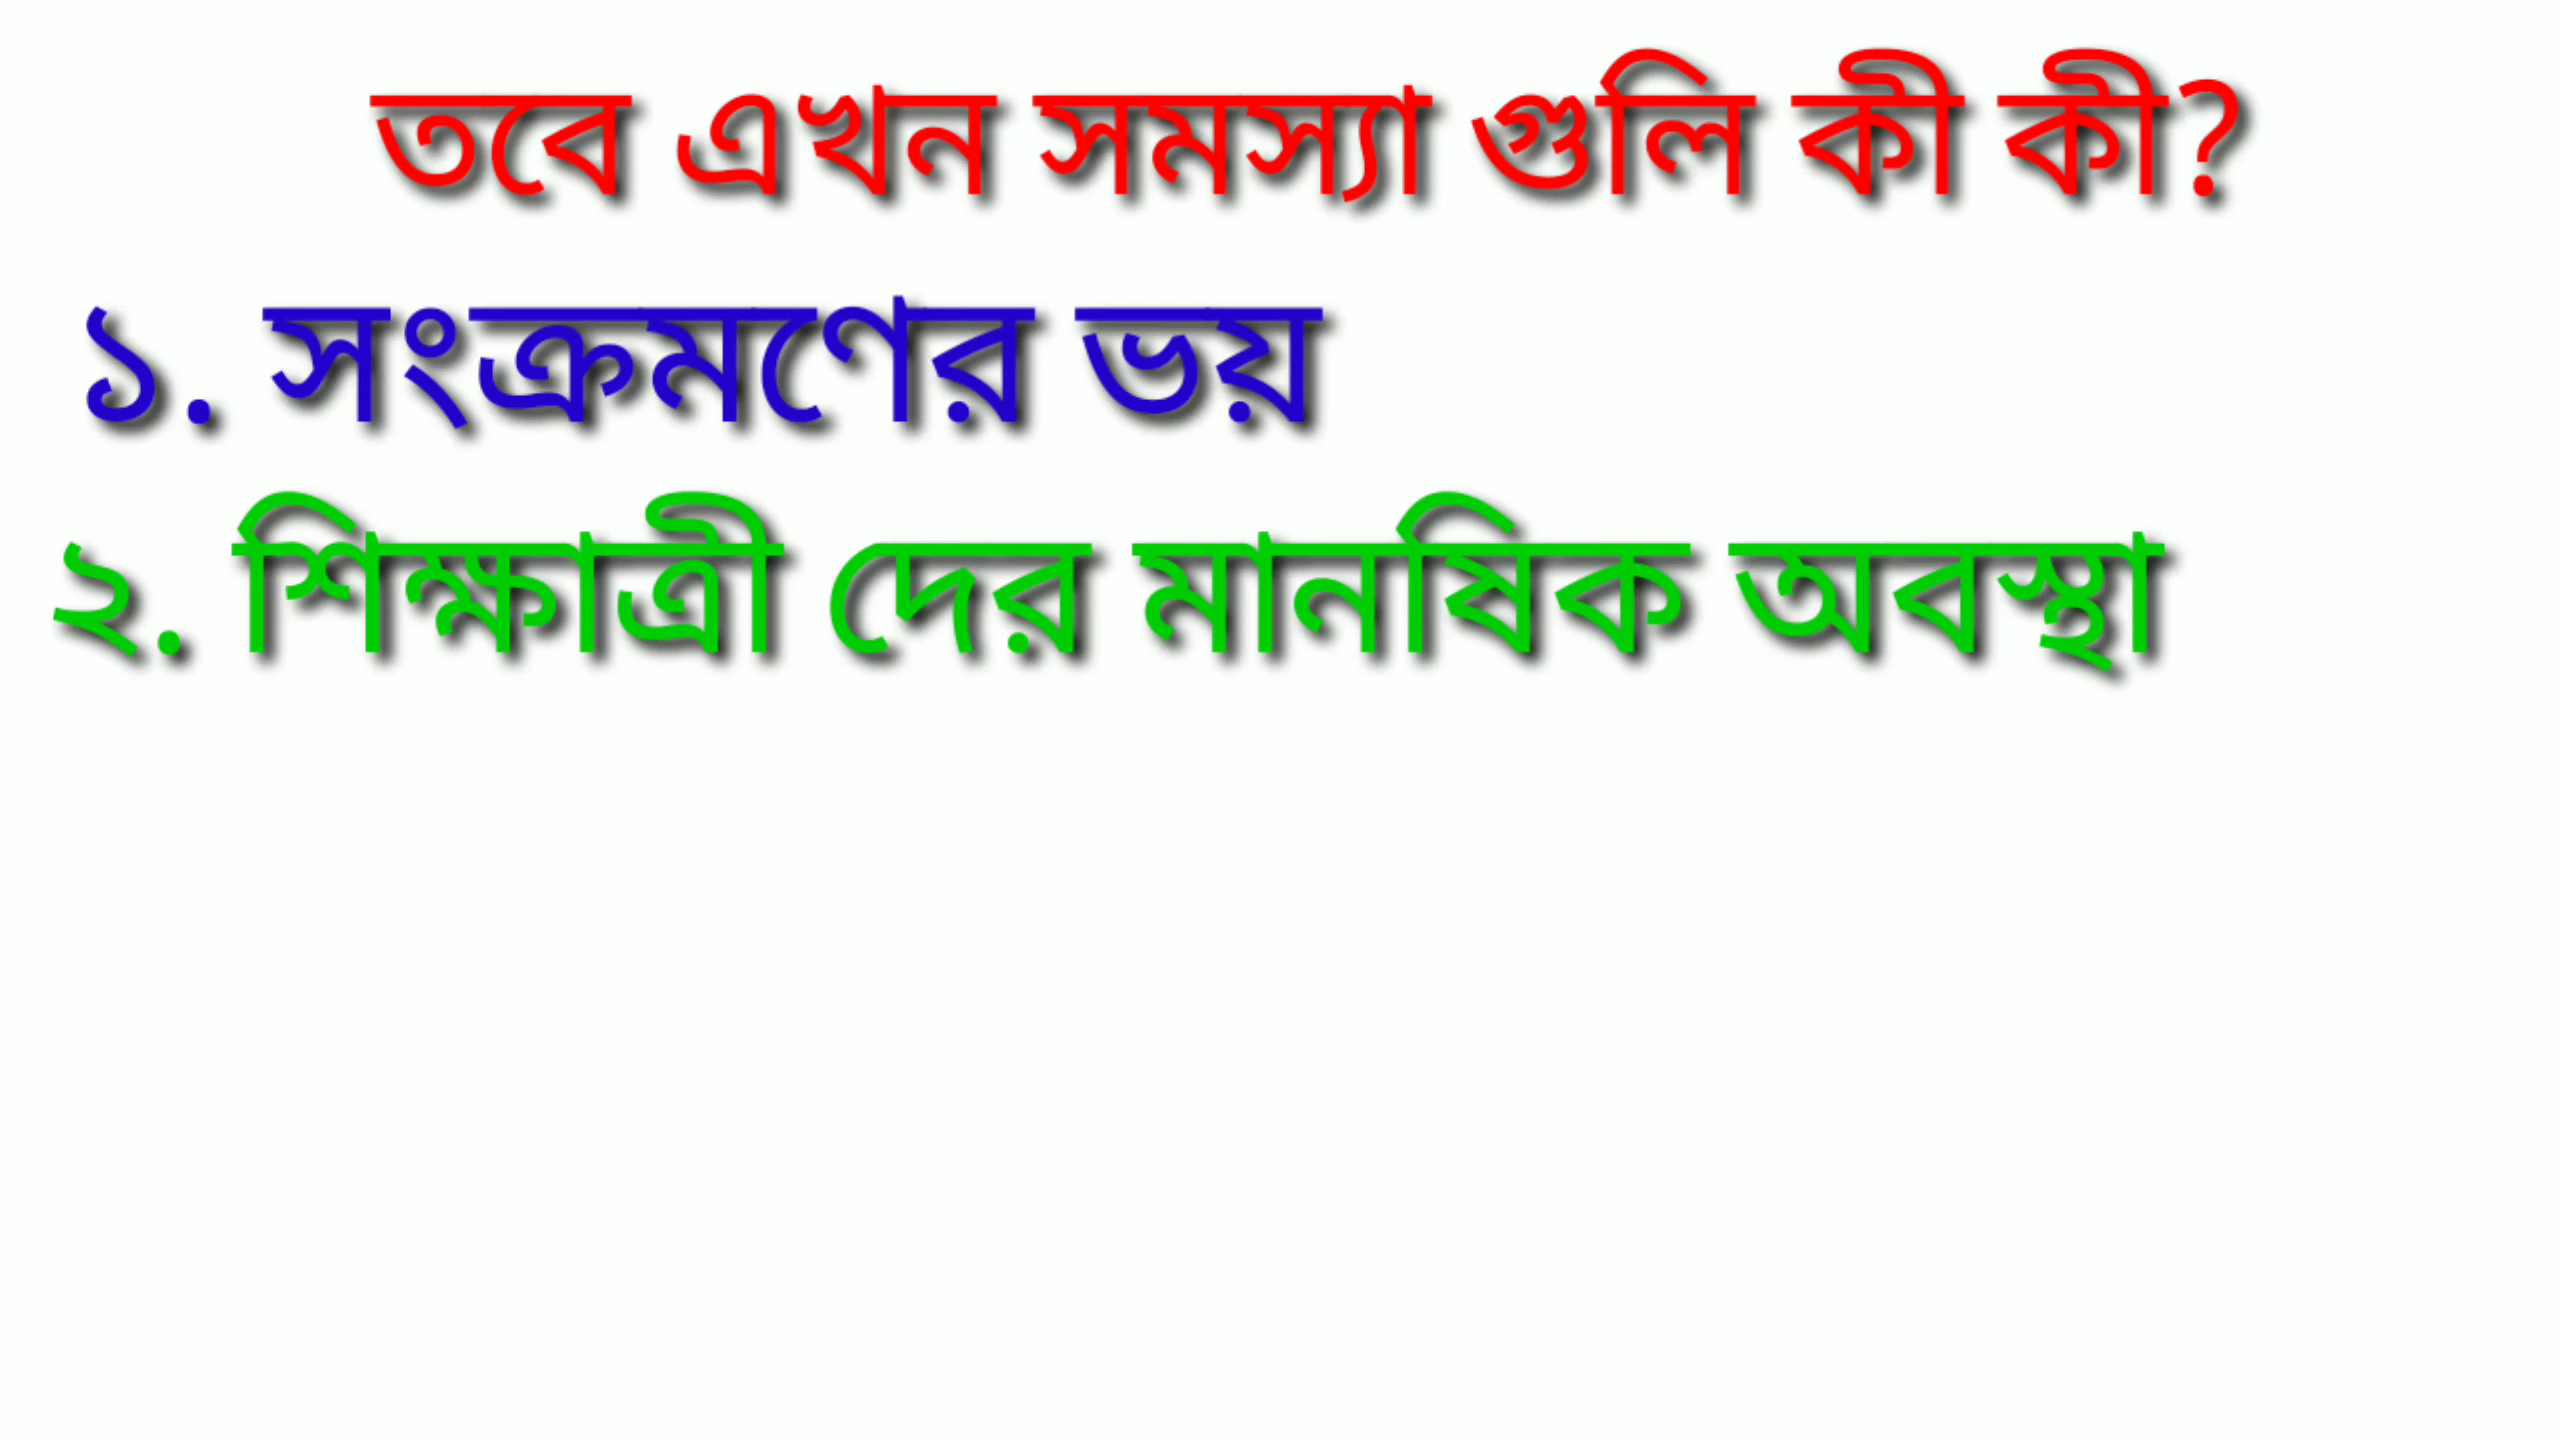 তবে এখন সমস্যা গুলি কী কী?
১. সংক্রমণের ভয়
২. শিক্ষাত্রী দের মানষিক অবস্থা